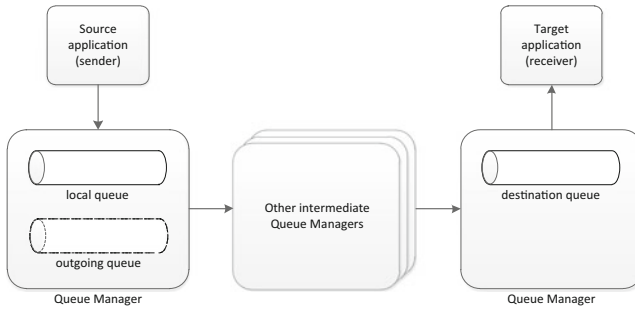 Source
application
(sender)
Target
application
(receiver)
local queue
outgoing queue
Queue Manager
Other intermediate
Queue Managers
destination queue
Queue Manager